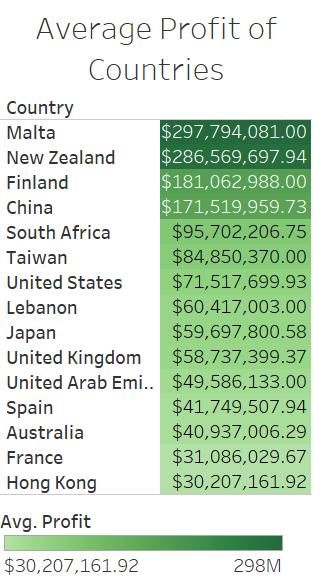 Average Profit of
Countries
Country
Malta $297,794,081.00
New Zealand $286,569,697.94
Finland $181,062,988.00
China $171,519,959.73
South Africa $95,702,206.75
Taiwan $84,850,370.00
United States $71,517,699.93
Lebanon $60,417,003.00
Japan $59,697,800.58
United Kingdom $58,737,399.37
United Arab Emi.. $49,586,133.00
Spain $41,749,507.94
Australia $40,937,006.29
France $31,086,029.67
Hong Kong $30,207,161.92
Avg. Profit
$30,207,161.92 298M